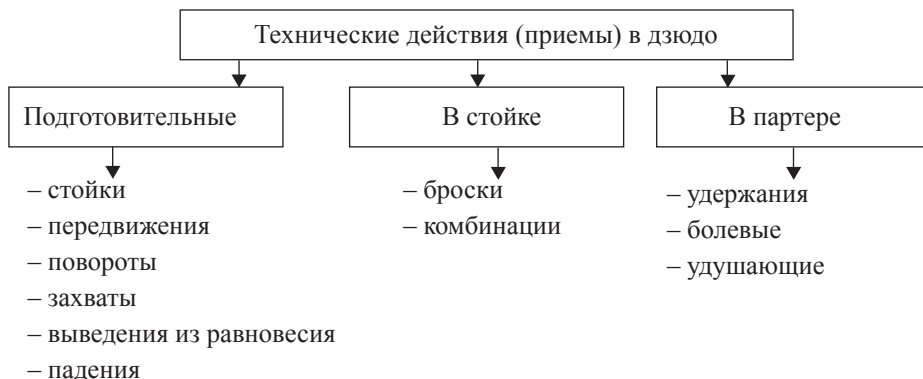 Технические действия (приемы) в дзюдо
Подготовительные
– стойки
– передвижения
– повороты
– захваты
– выведения из равновесия
– падения
В стойке
– броски
– комбинации
В партере
– удержания
– болевые
– удушающие